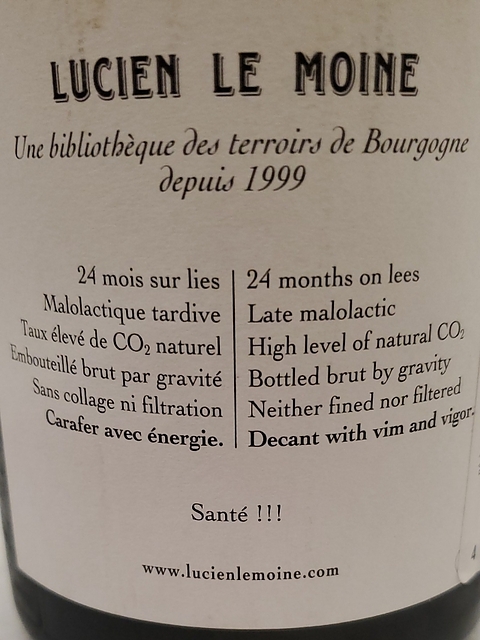 LUCIEN LE MOINE
Une bibliothèque des terroirs de Bourgogne
depuis 1999
24 mois sur lies
Malolactique tardive
Taux élevé de CO₂ naturel
Embouteillé brut par gravité
Sans collage ni filtration
Carafer avec énergie.
24 months on lees
Late malolactic
High level of natural CO₂
Bottled brut by gravity
Neither fined nor filtered
Decant with vim and vigor.
Santé !!!
www.lucienlemoine.com
4